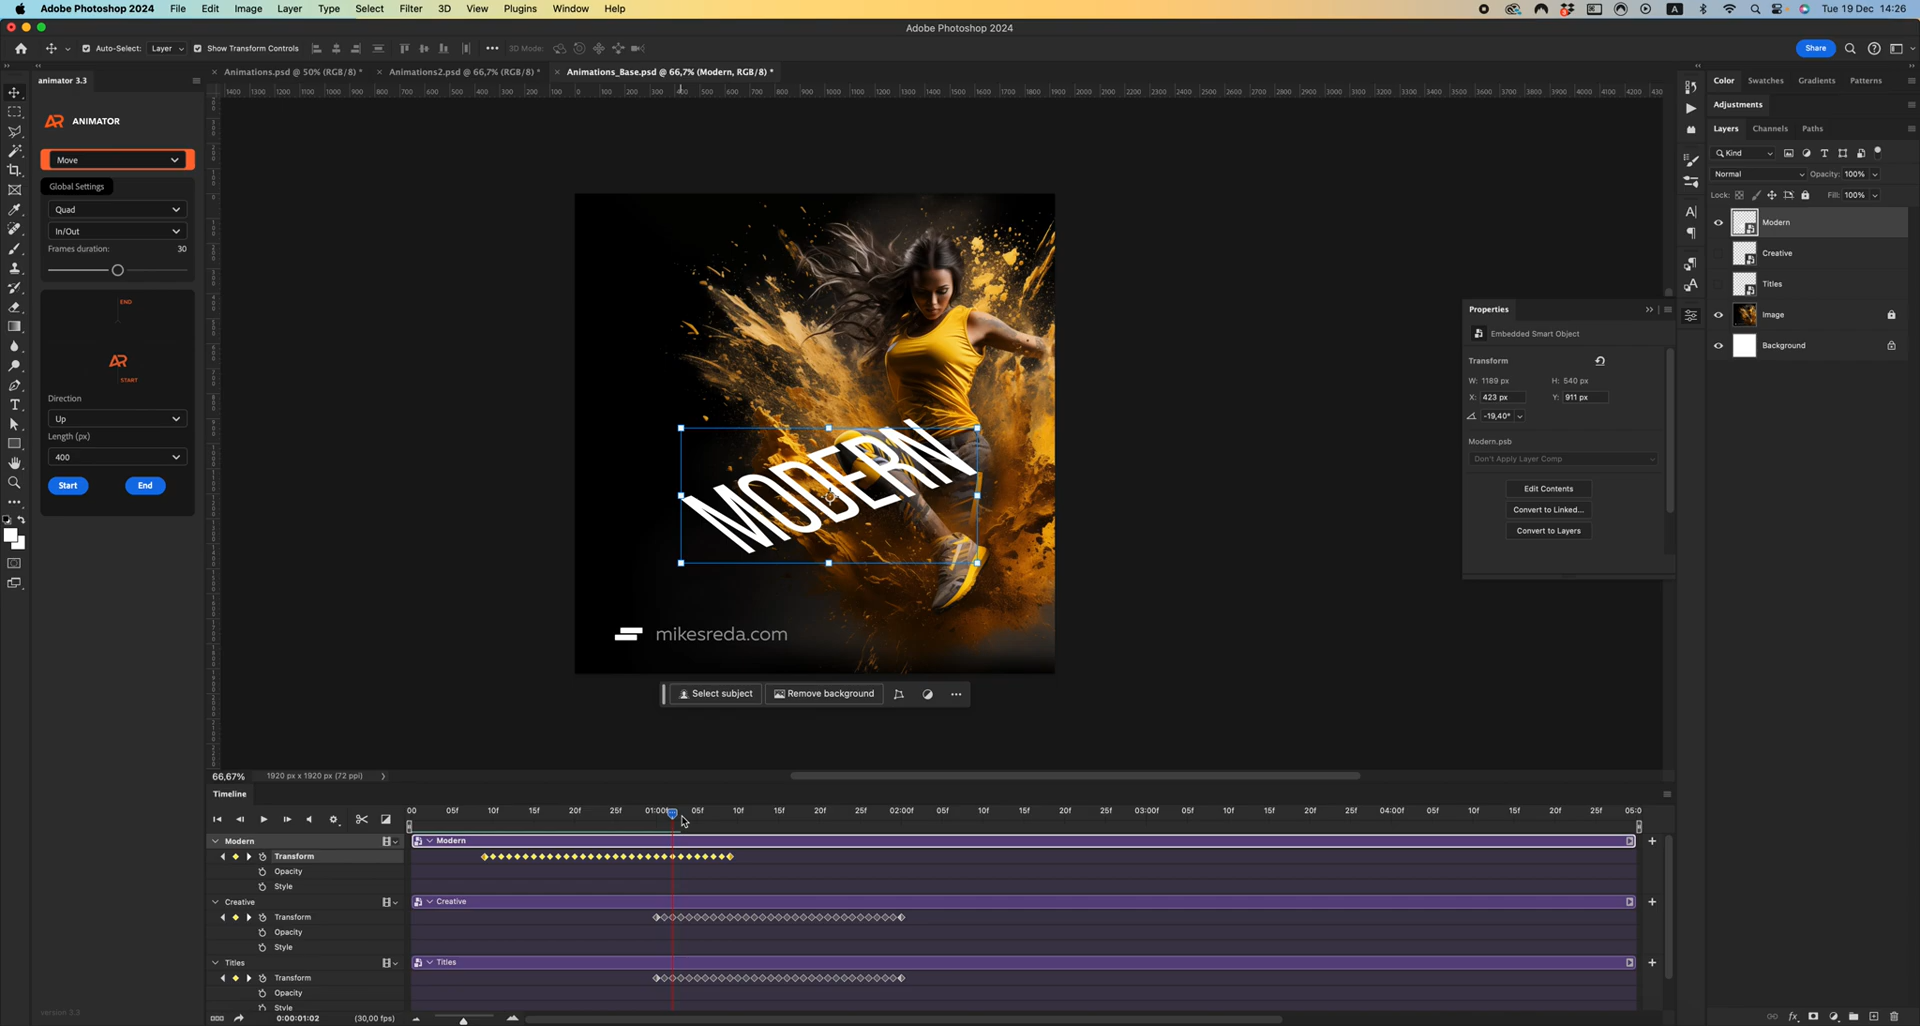 Adobe Photoshop 2024 File Edit Image Layer Type Select Filter 3D View Plugins Window Help
Tue 19 Dec 14:26
Adobe Photoshop 2024
Auto-Select: Layer Show Transform Controls 3D Mode: Share
animator 3.3
Animations.psd @ 50% (RGB/8) * Animations2.psd @ 66,7% (RGB/8) * Animations_Base.psd @ 66,7% (Modern, RGB/8) *
AR ANIMATOR
Move
Global Settings
Quad
In/Out
Frames duration: 30
END
AR
START
Direction
Up
Length (px)
400
Start End
version 3.3
MODERN
mikesreda.com
Select subject Remove background
Color Swatches Gradients Patterns
Adjustments
Layers Channels Paths
Kind
Normal Opacity: 100%
Lock: Fill: 100%
Modern
Creative
Titles
Image
Background
Properties
Embedded Smart Object
Transform
W: 1189 px H: 540 px
X: 423 px Y: 911 px
-19,40°
Modern.psb
Don't Apply Layer Comp
Edit Contents
Convert to Linked...
Convert to Layers
66,67% 1920 px x 1920 px (72 ppi)
Timeline
00 05f 10f 15f 20f 25f 01:00f 05f 10f 15f 20f 25f 02:00f 05f 10f 15f 20f 25f 03:00f 05f 10f 15f 20f 25f 04:00f 05f 10f 15f 20f 25f 05:0
Modern Modern
Transform
Opacity
Style
Creative Creative
Transform
Opacity
Style
Titles Titles
Transform
Opacity
Style
0:00:01:02 (30,00 fps)